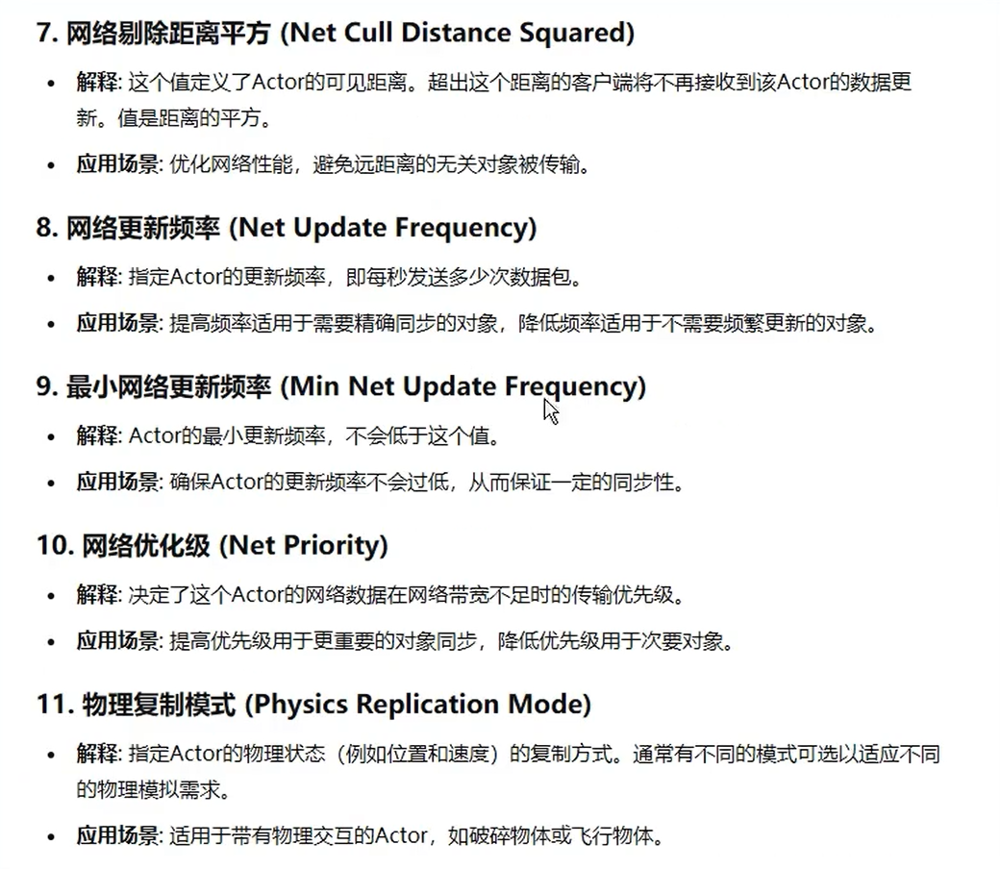 7. 网络剔除距离平方 (Net Cull Distance Squared)
• 解释: 这个值定义了Actor的可见距离。超出这个距离的客户端将不再接收到该Actor的数据更
新。值是距离的平方。
• 应用场景: 优化网络性能，避免远距离的无关对象被传输。
8. 网络更新频率 (Net Update Frequency)
• 解释: 指定Actor的更新频率，即每秒发送多少次数据包。
• 应用场景: 提高频率适用于需要精确同步的对象，降低频率适用于不需要频繁更新的对象。
9. 最小网络更新频率 (Min Net Update Frequency)
• 解释: Actor的最小更新频率，不会低于这个值。
• 应用场景: 确保Actor的更新频率不会过低，从而保证一定的同步性。
10. 网络优化级 (Net Priority)
• 解释: 决定了这个Actor的网络数据在网络带宽不足时的传输优先级。
• 应用场景: 提高优先级用于更重要的对象同步，降低优先级用于次要对象。
11. 物理复制模式 (Physics Replication Mode)
• 解释: 指定Actor的物理状态（例如位置和速度）的复制方式。通常有不同的模式可选以适应不同
的物理模拟需求。
• 应用场景: 适用于带有物理交互的Actor，如破碎物体或飞行物体。